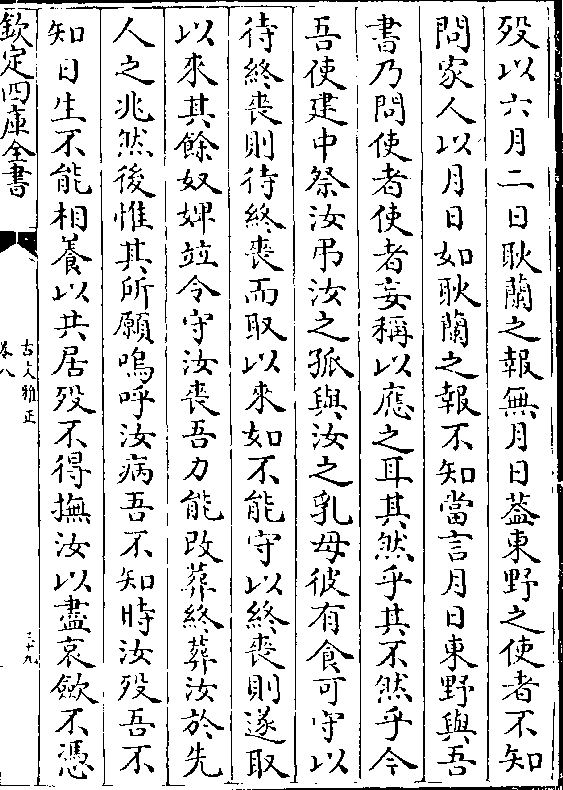 歿以六月二日耿蘭之報無月日葢東野之使者不知
問家人以月日如耿蘭之報不知當言月日東野與吾
書乃問使者使者妄稱以應之耳其然乎其不然乎今
吾使建中祭汝弔汝之孤與汝之乳母彼有食可守以
待終喪則待終喪而取以來如不能守以終喪則遂取
以來其餘奴婢竝令守汝喪吾力能改葬終葬汝於先
人之兆然後惟其所願嗚呼汝病吾不知時汝歿吾不
知日生不能相養以共居歿不得撫汝以盡哀歛不憑
欽定四庫全書
古文雅正
卷八
三十九